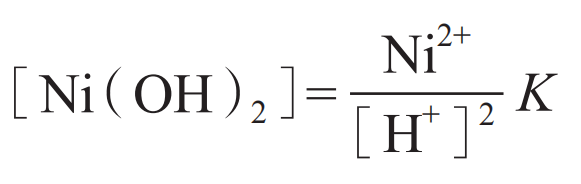 [Ni(OH)₂]=Ni²⁺/[H⁺]² K